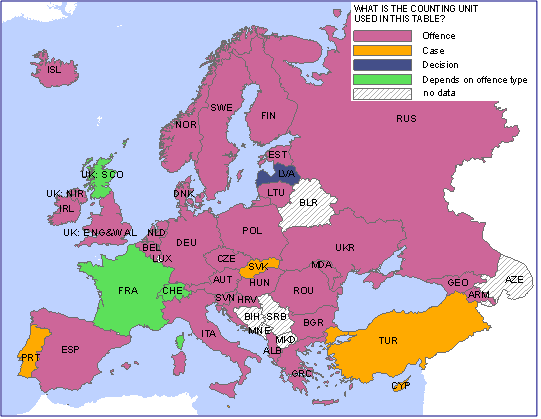 WHAT IS THE COUNTING UNIT
USED IN THIS TABLE?
Offence
Case
Decision
Depends on offence type
no data
ISL
SWE
FIN
NOR
RUS
EST
UK: SCO
LVA
UK: NIR
DNK
LTU
BLR
IRL
UK: ENG&WAL
NLD
POL
DEU
BEL
UKR
LUX
CZE
SVK
MDA
AUT
HUN
GEO
AZE
FRA
CHE
ROU
ARM
SVN
HRV
BIH
SRB
BGR
ITA
MNE
MKD
TUR
PRT
ESP
ALB
GRC
CYP